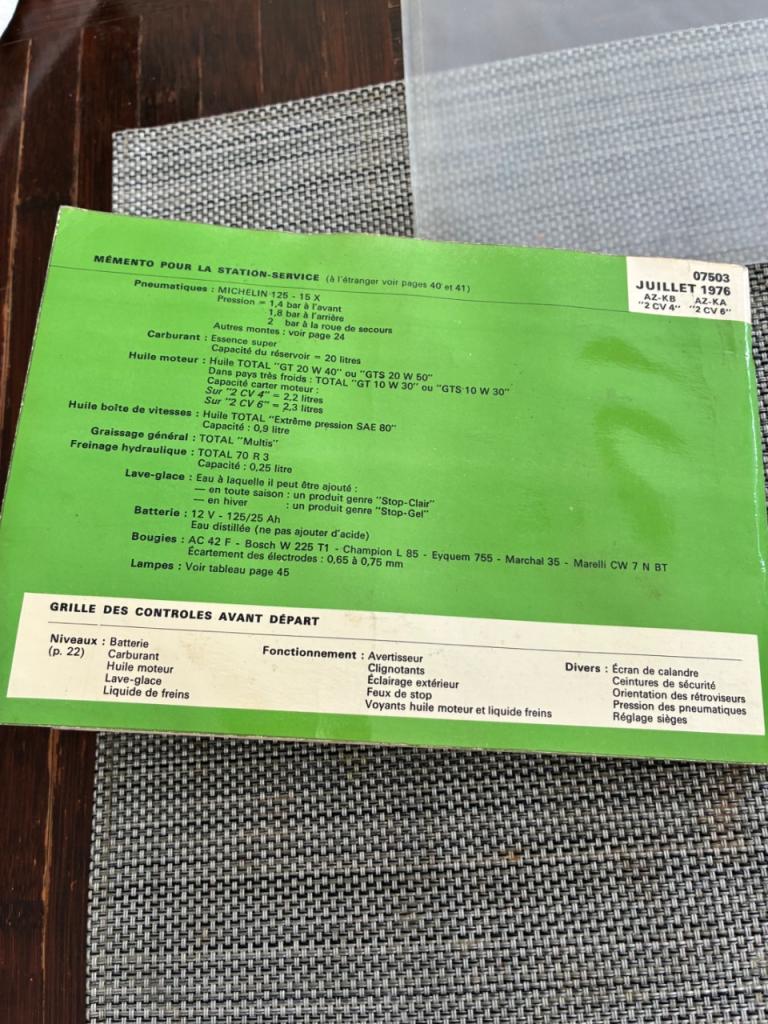 MÉMENTO POUR LA STATION-SERVICE (à l'étranger voir pages 40 et 41)
07503
JUILLET 1976
AZ-KB AZ-KA
"2 CV 4" "2 CV 6"
Pneumatiques : MICHELIN 125 - 15 X
Pression = 1,4 bar à l'avant
1,8 bar à l'arrière
2 bar à la roue de secours
Autres montes : voir page 24
Carburant : Essence super
Capacité du réservoir = 20 litres
Huile moteur : Huile TOTAL "GT 20 W 40" ou "GTS 20 W 50"
Dans pays très froids : TOTAL "GT 10 W 30" ou "GTS 10 W 30"
Capacité carter moteur :
Sur "2 CV 4" = 2,2 litres
Sur "2 CV 6" = 2,3 litres
Huile boîte de vitesses : Huile TOTAL "Extrême pression SAE 80"
Capacité : 0,9 litre
Graissage général : TOTAL "Multis"
Freinage hydraulique : TOTAL 70 R 3
Capacité : 0,25 litre
Lave-glace : Eau à laquelle il peut être ajouté :
— en toute saison : un produit genre "Stop-Clair"
— en hiver : un produit genre "Stop-Gel"
Batterie : 12 V - 125/25 Ah
Eau distillée (ne pas ajouter d'acide)
Bougies : AC 42 F - Bosch W 225 T1 - Champion L 85 - Eyquem 755 - Marchal 35 - Marelli CW 7 N BT
Écartement des électrodes : 0,65 à 0,75 mm
Lampes : Voir tableau page 45
GRILLE DES CONTROLES AVANT DÉPART
Niveaux : Batterie
(p. 22) Carburant
Huile moteur
Lave-glace
Liquide de freins
Fonctionnement : Avertisseur
Clignotants
Éclairage extérieur
Feux de stop
Voyants huile moteur et liquide freins
Divers : Écran de calandre
Ceintures de sécurité
Orientation des rétroviseurs
Pression des pneumatiques
Réglage sièges